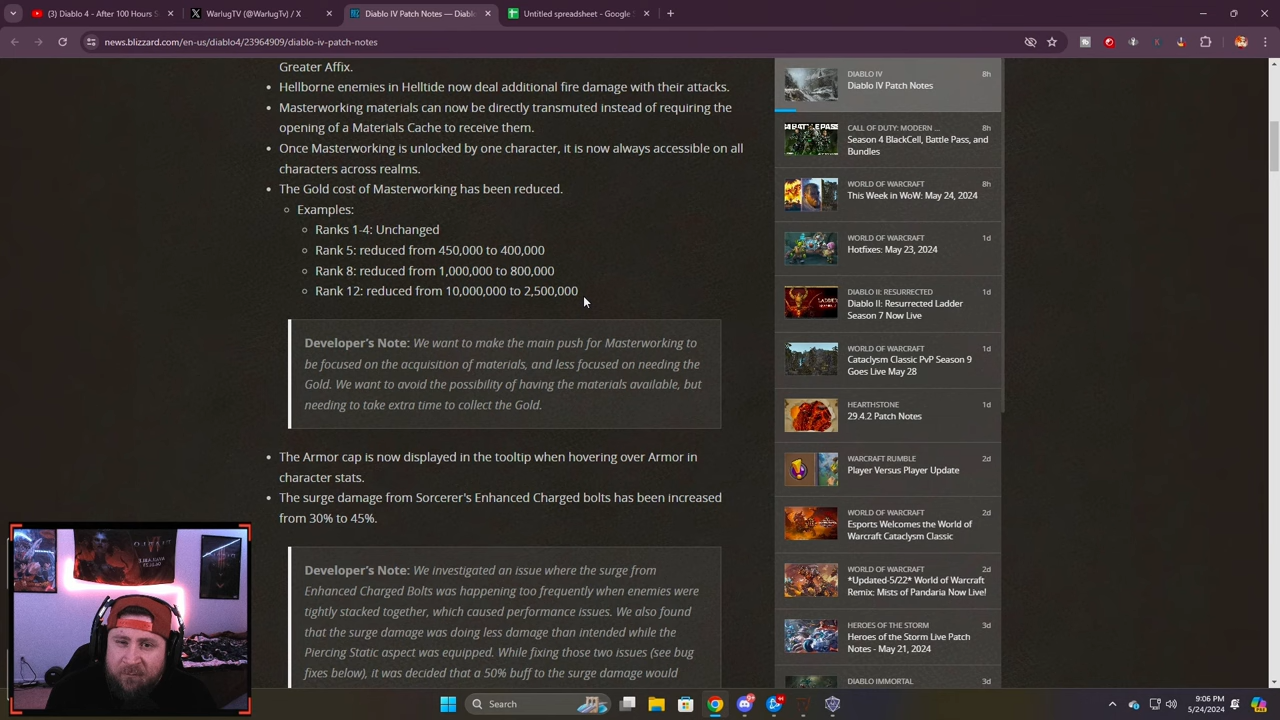 (3) Diablo 4 - After 100 Hours S
WarlugTV (@WarlugTv) / X
Diablo IV Patch Notes — Diablo
Untitled spreadsheet - Google S
news.blizzard.com/en-us/diablo4/23964909/diablo-iv-patch-notes
Greater Affix.
Hellborne enemies in Helltide now deal additional fire damage with their attacks.
Masterworking materials can now be directly transmuted instead of requiring the
opening of a Materials Cache to receive them.
Once Masterworking is unlocked by one character, it is now always accessible on all
characters across realms.
The Gold cost of Masterworking has been reduced.
Examples:
Ranks 1-4: Unchanged
Rank 5: reduced from 450,000 to 400,000
Rank 8: reduced from 1,000,000 to 800,000
Rank 12: reduced from 10,000,000 to 2,500,000
Developer's Note: We want to make the main push for Masterworking to
be focused on the acquisition of materials, and less focused on needing the
Gold. We want to avoid the possibility of having the materials available, but
needing to take extra time to collect the Gold.
The Armor cap is now displayed in the tooltip when hovering over Armor in
character stats.
The surge damage from Sorcerer's Enhanced Charged bolts has been increased
from 30% to 45%.
Developer's Note: We investigated an issue where the surge from
Enhanced Charged Bolts was happening too frequently when enemies were
tightly stacked together, which caused performance issues. We also found
that the surge damage was doing less damage than intended while the
Piercing Static aspect was equipped. While fixing those two issues (see bug
fixes below), it was decided that a 50% buff to the surge damage would
DIABLO IV
8h
Diablo IV Patch Notes
CALL OF DUTY: MODERN ...
8h
Season 4 BlackCell, Battle Pass, and
Bundles
WORLD OF WARCRAFT
8h
This Week in WoW: May 24, 2024
WORLD OF WARCRAFT
1d
Hotfixes: May 23, 2024
DIABLO II: RESURRECTED
1d
Diablo II: Resurrected Ladder
Season 7 Now Live
WORLD OF WARCRAFT
1d
Cataclysm Classic PvP Season 9
Goes Live May 28
HEARTHSTONE
1d
29.4.2 Patch Notes
WARCRAFT RUMBLE
2d
Player Versus Player Update
WORLD OF WARCRAFT
2d
Esports Welcomes the World of
Warcraft Cataclysm Classic
WORLD OF WARCRAFT
2d
*Updated-5/22* World of Warcraft
Remix: Mists of Pandaria Now Live!
HEROES OF THE STORM
3d
Heroes of the Storm Live Patch
Notes - May 21, 2024
DIABLO IMMORTAL
3d
Search
9:06 PM
5/24/2024